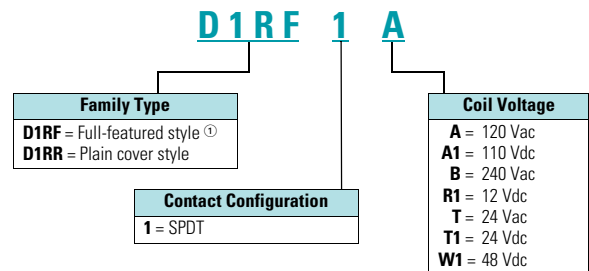 D1RF 1 A
Family Type
D1RF = Full-featured style ①
D1RR = Plain cover style
Contact Configuration
1 = SPDT
Coil Voltage
A = 120 Vac
A1 = 110 Vdc
B = 240 Vac
R1 = 12 Vdc
T = 24 Vac
T1 = 24 Vdc
W1 = 48 Vdc